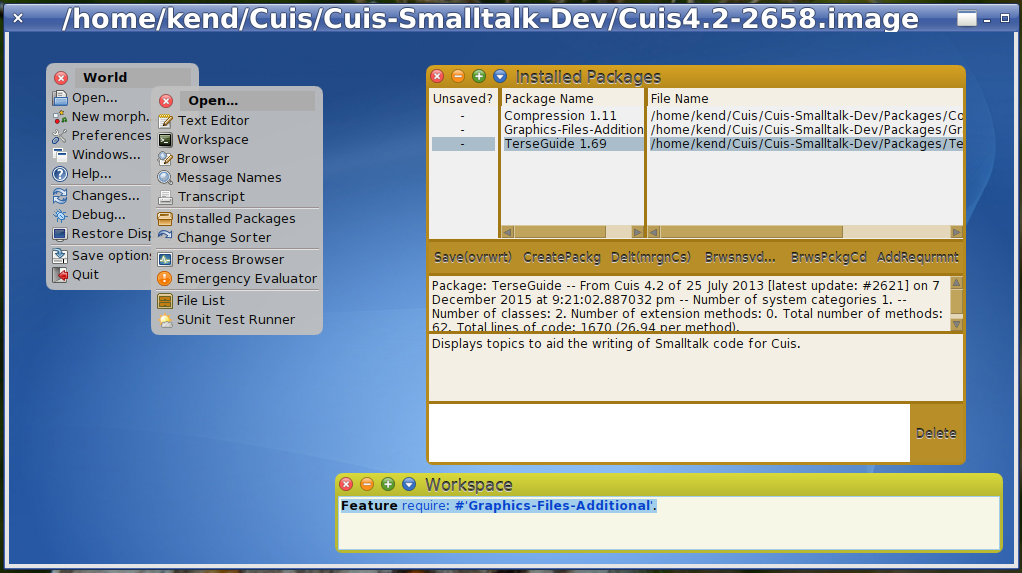 /home/kend/Cuis/Cuis-Smalltalk-Dev/Cuis4.2-2658.image
World
Open...
New morph.
Preferences
Windows...
Help...
Changes...
Debug...
Restore Disp
Save options
Quit
Open...
Text Editor
Workspace
Browser
Message Names
Transcript
Installed Packages
Change Sorter
Process Browser
Emergency Evaluator
File List
SUnit Test Runner
Installed Packages
Unsaved? Package Name File Name
- Compression 1.11 /home/kend/Cuis/Cuis-Smalltalk-Dev/Packages/Co
- Graphics-Files-Addition /home/kend/Cuis/Cuis-Smalltalk-Dev/Packages/Gr
- TerseGuide 1.69 /home/kend/Cuis/Cuis-Smalltalk-Dev/Packages/Te
Save(ovrwrt) CreatePackg Delt(mrgnCs) Brwsnsvd... BrwsPckgCd AddRequrmnt
Package: TerseGuide -- From Cuis 4.2 of 25 July 2013 [latest update: #2621] on 7
December 2015 at 9:21:02.887032 pm -- Number of system categories 1. --
Number of classes: 2. Number of extension methods: 0. Total number of methods:
62. Total lines of code: 1670 (26.94 per method).
Displays topics to aid the writing of Smalltalk code for Cuis.
Delete
Workspace
Feature require: #'Graphics-Files-Additional'.